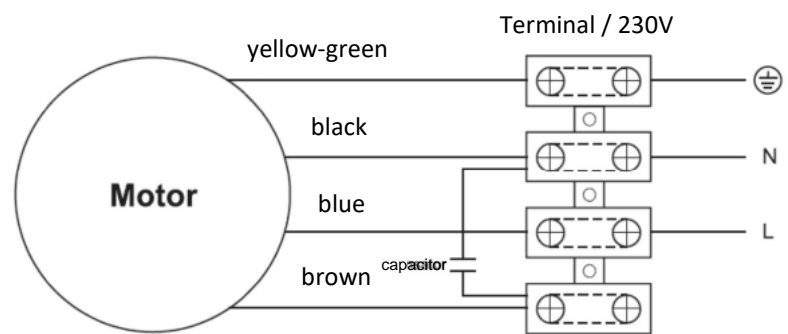 Terminal / 230V
yellow-green
black
N
Motor
blue
L
capacitor
brown